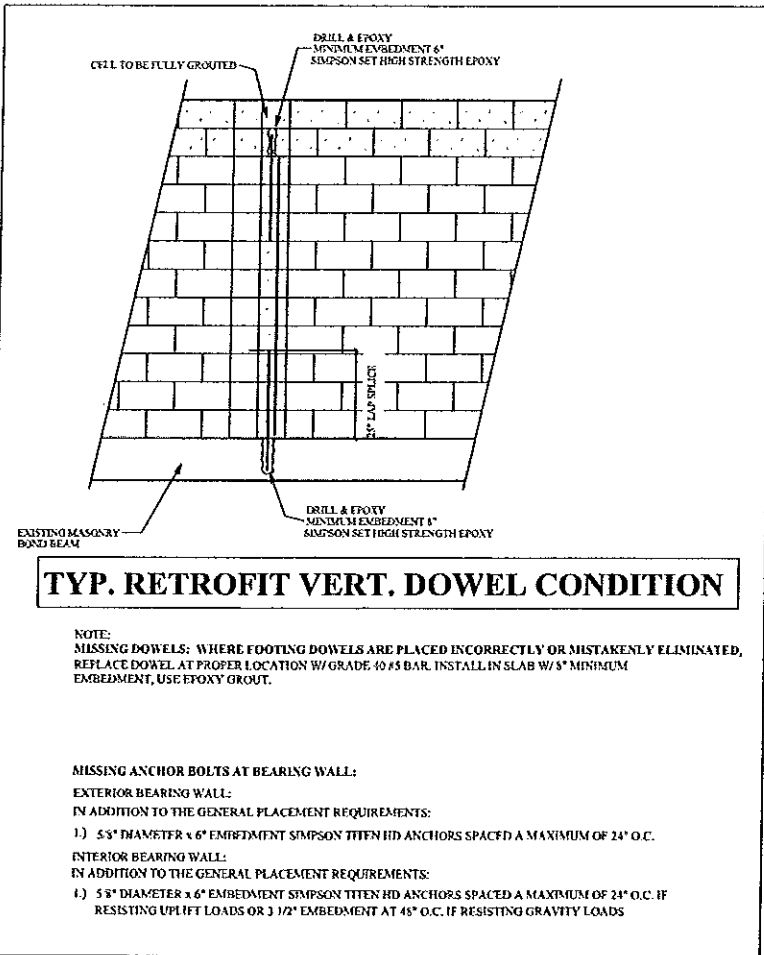 DRILL & EPOXY
MINIMUM EMBEDMENT 6"
SIMPSON SET HIGH STRENGTH EPOXY
CELL TO BE FULLY GROUTED
25" LAP SPLICE
DRILL & EPOXY
MINIMUM EMBEDMENT 8"
SIMPSON SET HIGH STRENGTH EPOXY
EXISTING MASONRY
BOND BEAM
TYP. RETROFIT VERT. DOWEL CONDITION
NOTE:
MISSING DOWELS: WHERE FOOTING DOWELS ARE PLACED INCORRECTLY OR MISTAKENLY ELIMINATED,
REPLACE DOWEL AT PROPER LOCATION W/ GRADE 40 #5 BAR. INSTALL IN SLAB W/ 8" MINIMUM
EMBEDMENT, USE EPOXY GROUT.
MISSING ANCHOR BOLTS AT BEARING WALL:
EXTERIOR BEARING WALL:
IN ADDITION TO THE GENERAL PLACEMENT REQUIREMENTS:
1.) 5/8" DIAMETER x 6" EMBEDMENT SIMPSON TITEN HD ANCHORS SPACED A MAXIMUM OF 24" O.C.
INTERIOR BEARING WALL:
IN ADDITION TO THE GENERAL PLACEMENT REQUIREMENTS:
1.) 5/8" DIAMETER x 6" EMBEDMENT SIMPSON TITEN HD ANCHORS SPACED A MAXIMUM OF 24" O.C. IF
RESISTING UPLIFT LOADS OR 3 1/2" EMBEDMENT AT 48" O.C. IF RESISTING GRAVITY LOADS